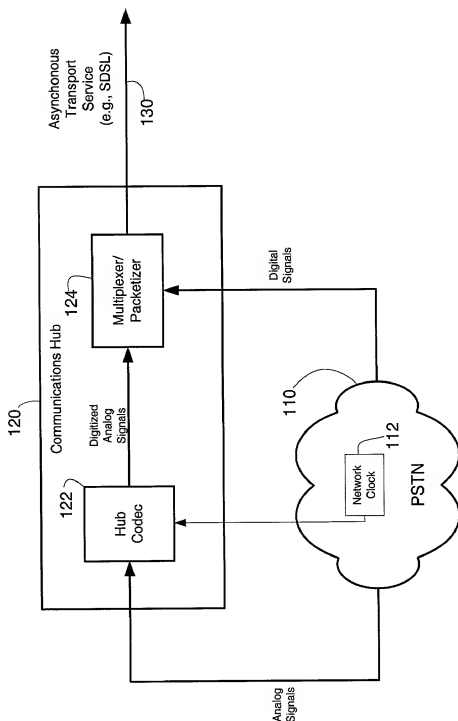 120
Communications Hub
122
Hub
Codec
Digitized
Analog
Signals
124
Multiplexer/
Packetizer
Asynchonous
Transport
Service
(e.g., SDSL)
130
Analog
Signals
110
Network
Clock
112
PSTN
Digital
Signals